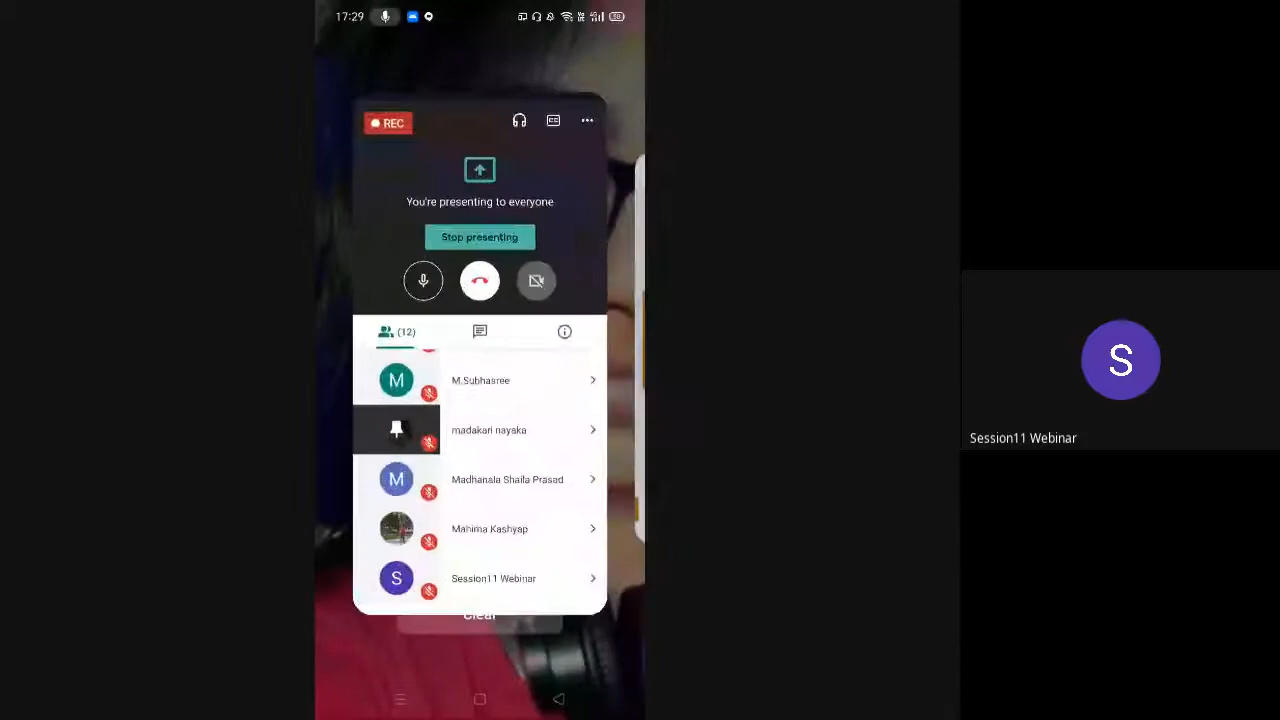 17:29
REC
You're presenting to everyone
Stop presenting
(12)
M
M.Subhasree
madakari nayaka
M
Madhanala Shaila Prasad
Mahima Kashyap
S
Session11 Webinar
Clear
S
Session11 Webinar